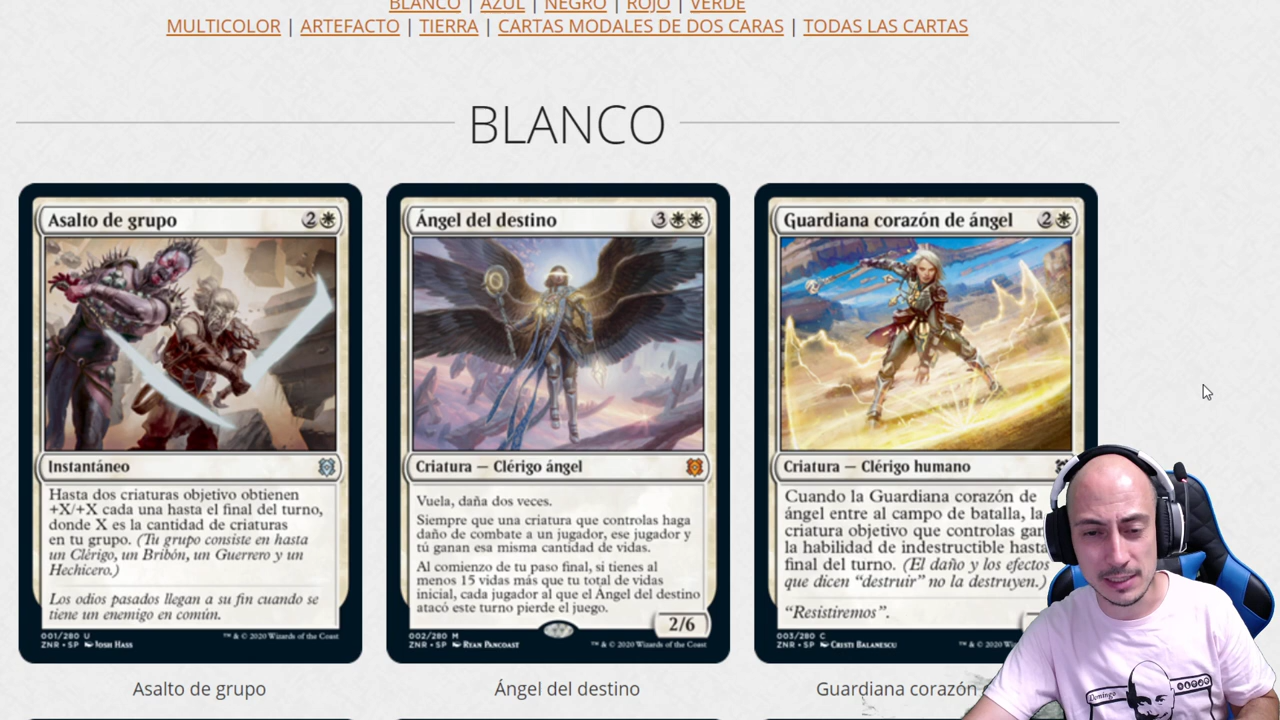 BLANCO | AZUL | NEGRO | ROJO | VERDE
MULTICOLOR | ARTEFACTO | TIERRA | CARTAS MODALES DE DOS CARAS | TODAS LAS CARTAS
BLANCO
Asalto de grupo 2
Instantáneo
Hasta dos criaturas objetivo obtienen
+X/+X cada una hasta el final del turno,
donde X es la cantidad de criaturas
en tu grupo. (Tu grupo consiste en hasta
un Clérigo, un Bribón, un Guerrero y un
Hechicero.)
Los odios pasados llegan a su fin cuando se
tiene un enemigo en común.
001/280 U
ZNR • SP Josh Hass
™ & © 2020 Wizards of the Coast
Asalto de grupo
Ángel del destino 3
Criatura — Clérigo ángel
Vuela, daña dos veces.
Siempre que una criatura que controlas haga
daño de combate a un jugador, ese jugador y
tú ganan esa misma cantidad de vidas.
Al comienzo de tu paso final, si tienes al
menos 15 vidas más que tu total de vidas
inicial, cada jugador al que el Ángel del destino
atacó este turno pierde el juego.
2/6
002/280 M
ZNR • SP Ryan Pancoast
™ & © 2020 Wizards of the Coast
Ángel del destino
Guardiana corazón de ángel 2
Criatura — Clérigo humano
Cuando la Guardiana corazón de
ángel entre al campo de batalla, la
criatura objetivo que controlas gan
la habilidad de indestructible hasta
final del turno. (El daño y los efectos
que dicen “destruir” no la destruyen.)
“Resistiremos”.
003/280 C
ZNR • SP Cristi Balanescu
™ & © 2020 Wiz
Guardiana corazón
Domingo